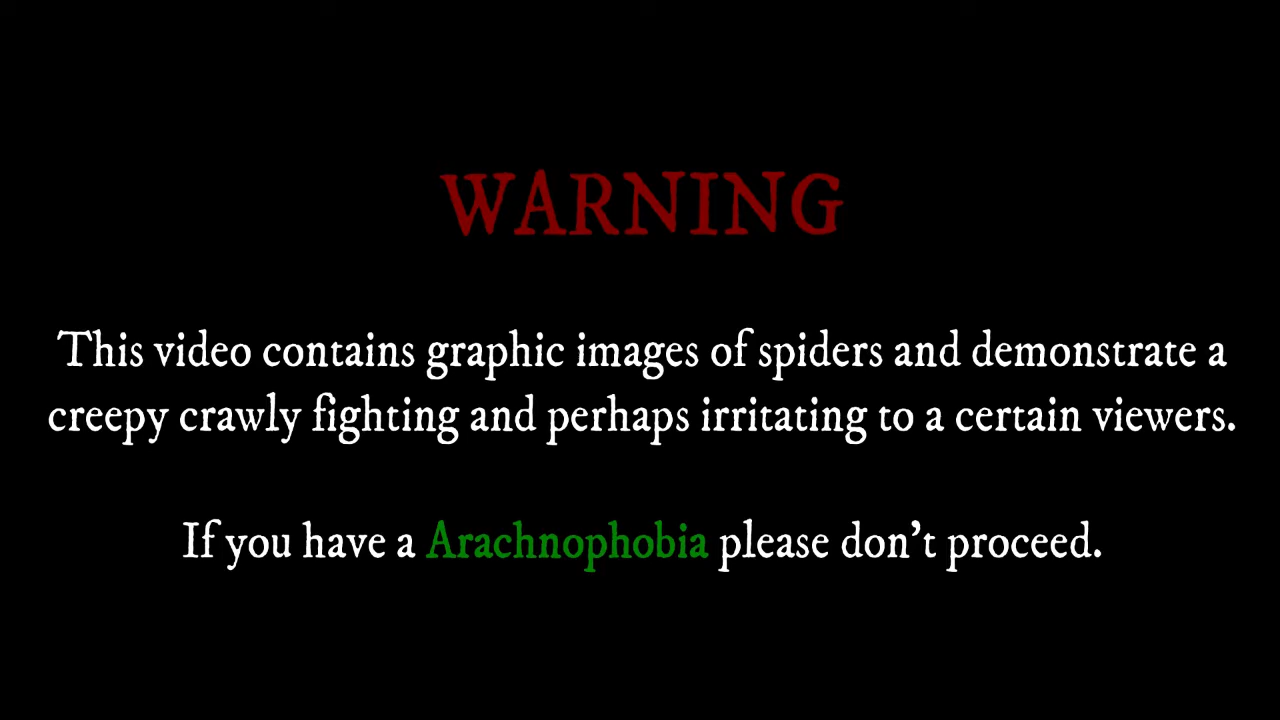 WARNING
This video contains graphic images of spiders and demonstrate a
creepy crawly fighting and perhaps irritating to a certain viewers.
If you have a Arachnophobia please don't proceed.